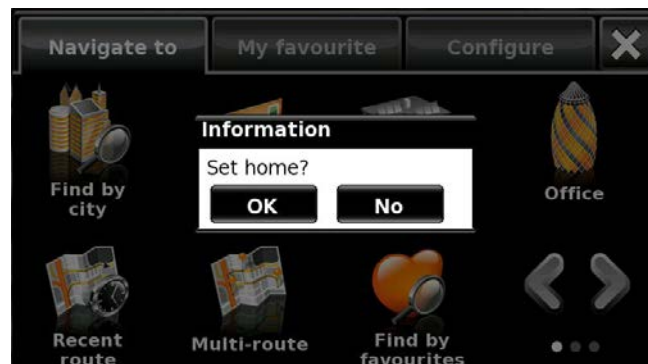 Navigate to
My favourite
Configure
Information
Set home?
OK
No
Find by
city
Office
Recent
route
Multi-route
Find by
favourites